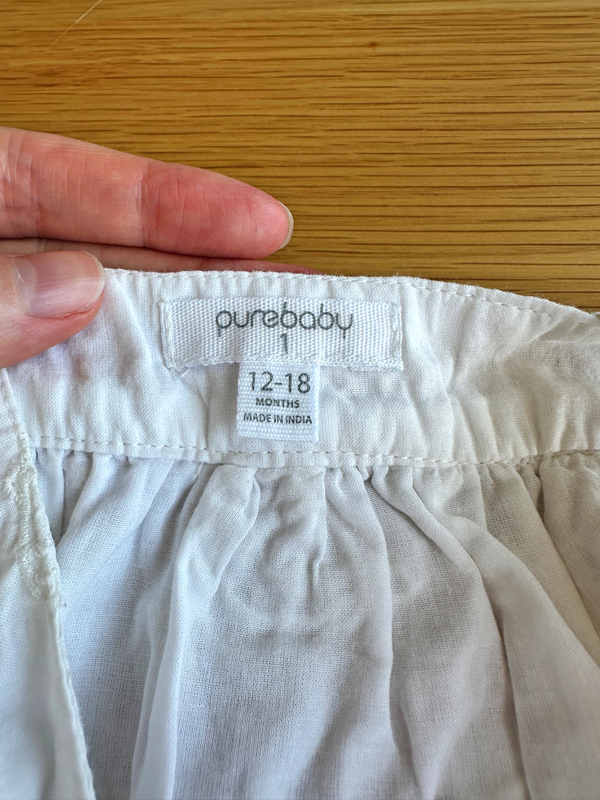 purebaby
1
12-18
MONTHS
MADE IN INDIA